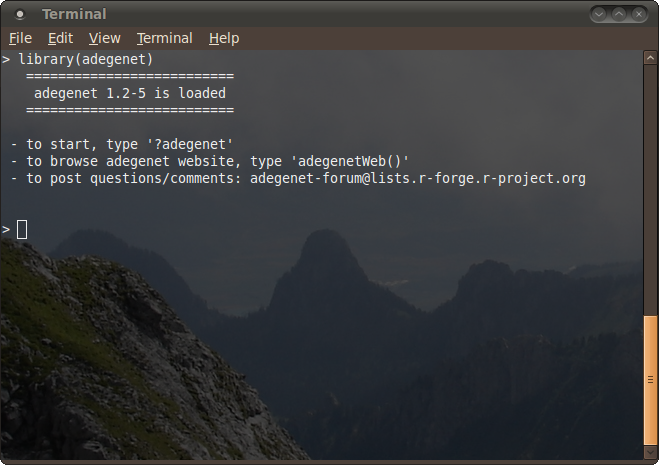 Terminal
File Edit View Terminal Help
> library(adegenet)
==========================
adegenet 1.2-5 is loaded
==========================
- to start, type '?adegenet'
- to browse adegenet website, type 'adegenetWeb()'
- to post questions/comments: adegenet-forum@lists.r-forge.r-project.org
>